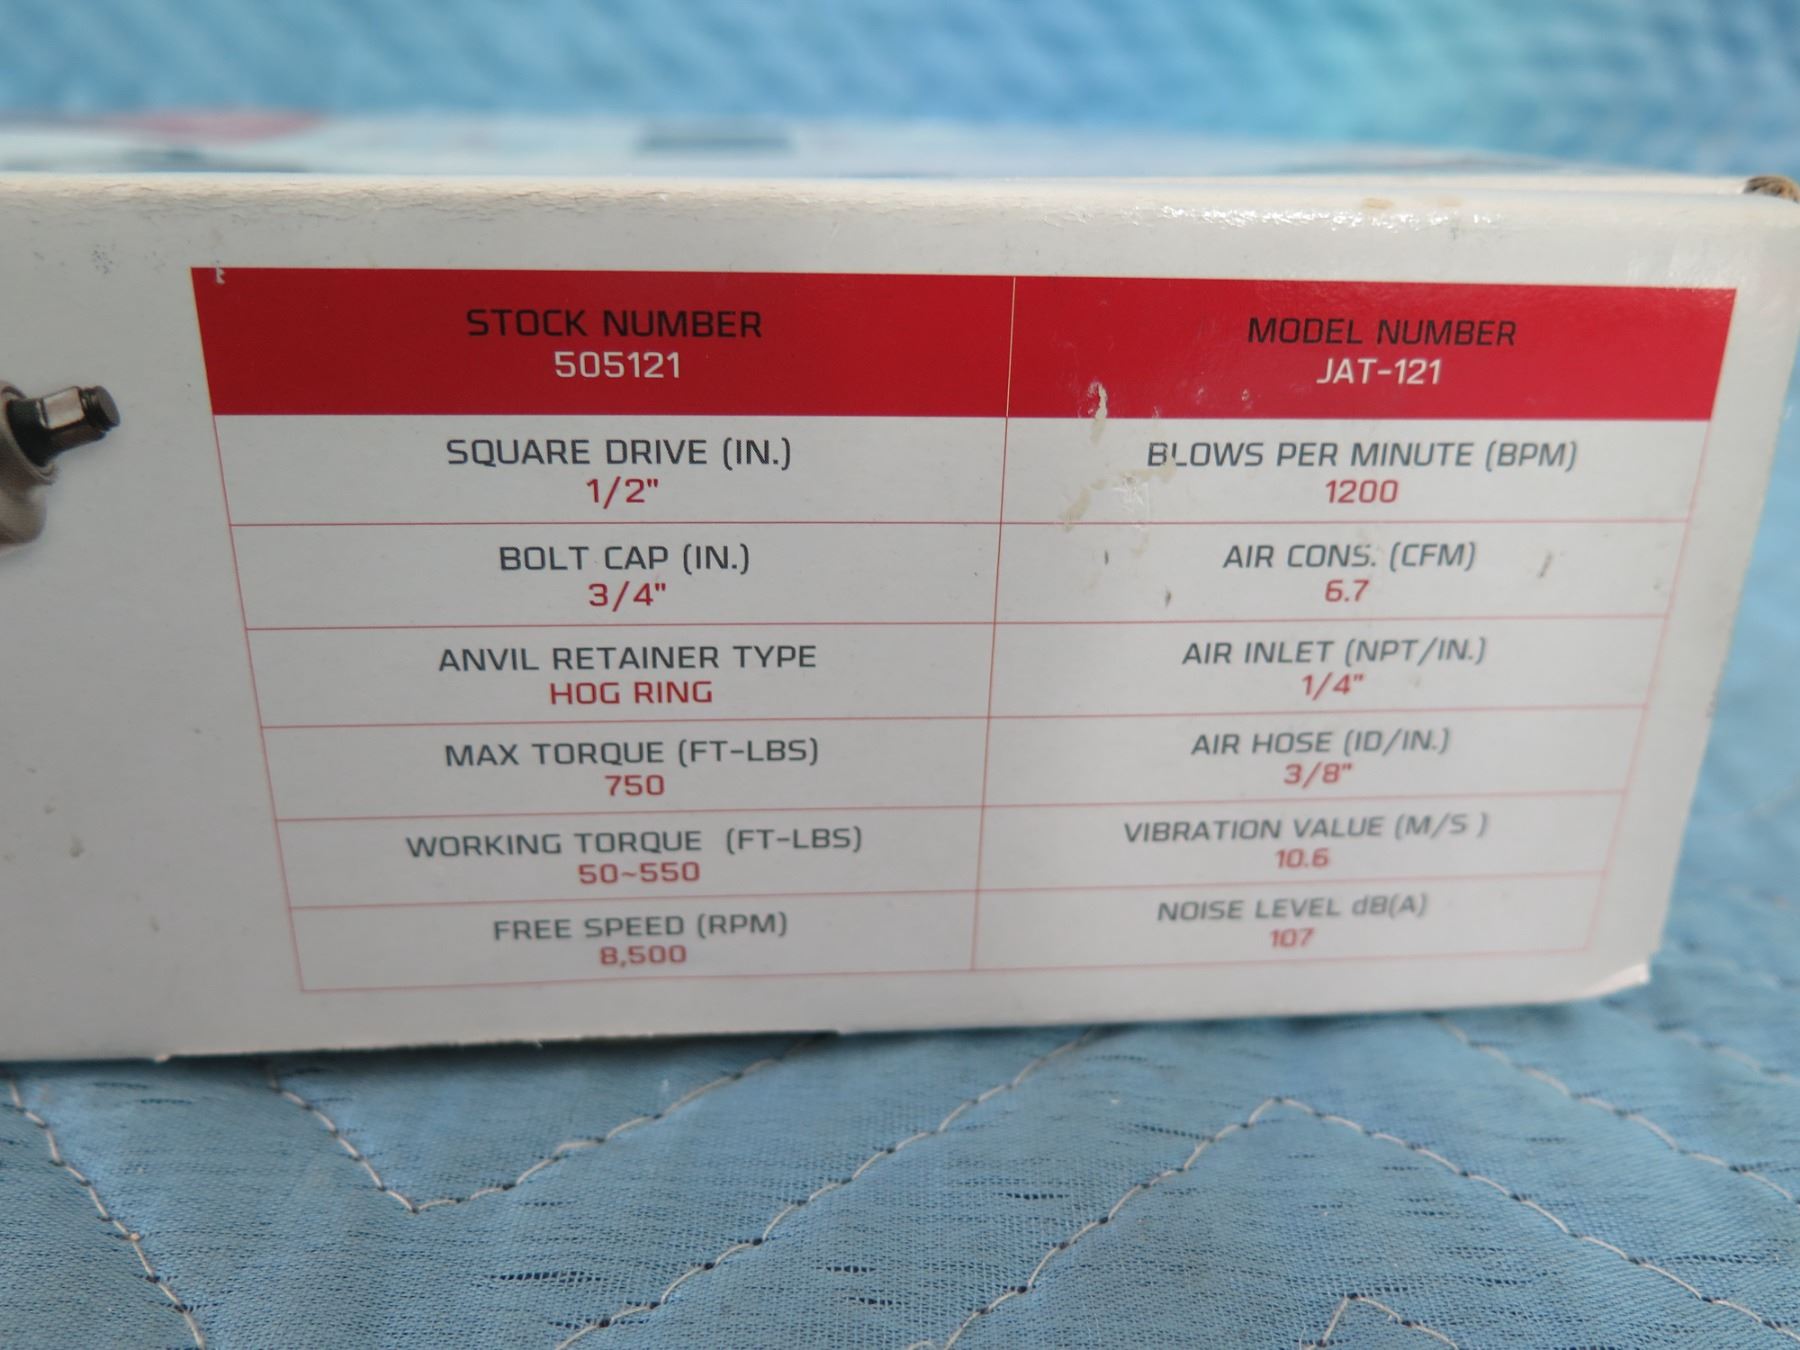 STOCK NUMBER
505121
MODEL NUMBER
JAT-121
SQUARE DRIVE (IN.)
1/2"
BLOWS PER MINUTE (BPM)
1200
BOLT CAP (IN.)
3/4"
AIR CONS. (CFM)
6.7
ANVIL RETAINER TYPE
HOG RING
AIR INLET (NPT/IN.)
1/4"
MAX TORQUE (FT-LBS)
750
AIR HOSE (ID/IN.)
3/8"
WORKING TORQUE (FT-LBS)
50~550
VIBRATION VALUE (M/S )
10.6
FREE SPEED (RPM)
8,500
NOISE LEVEL dB(A)
107